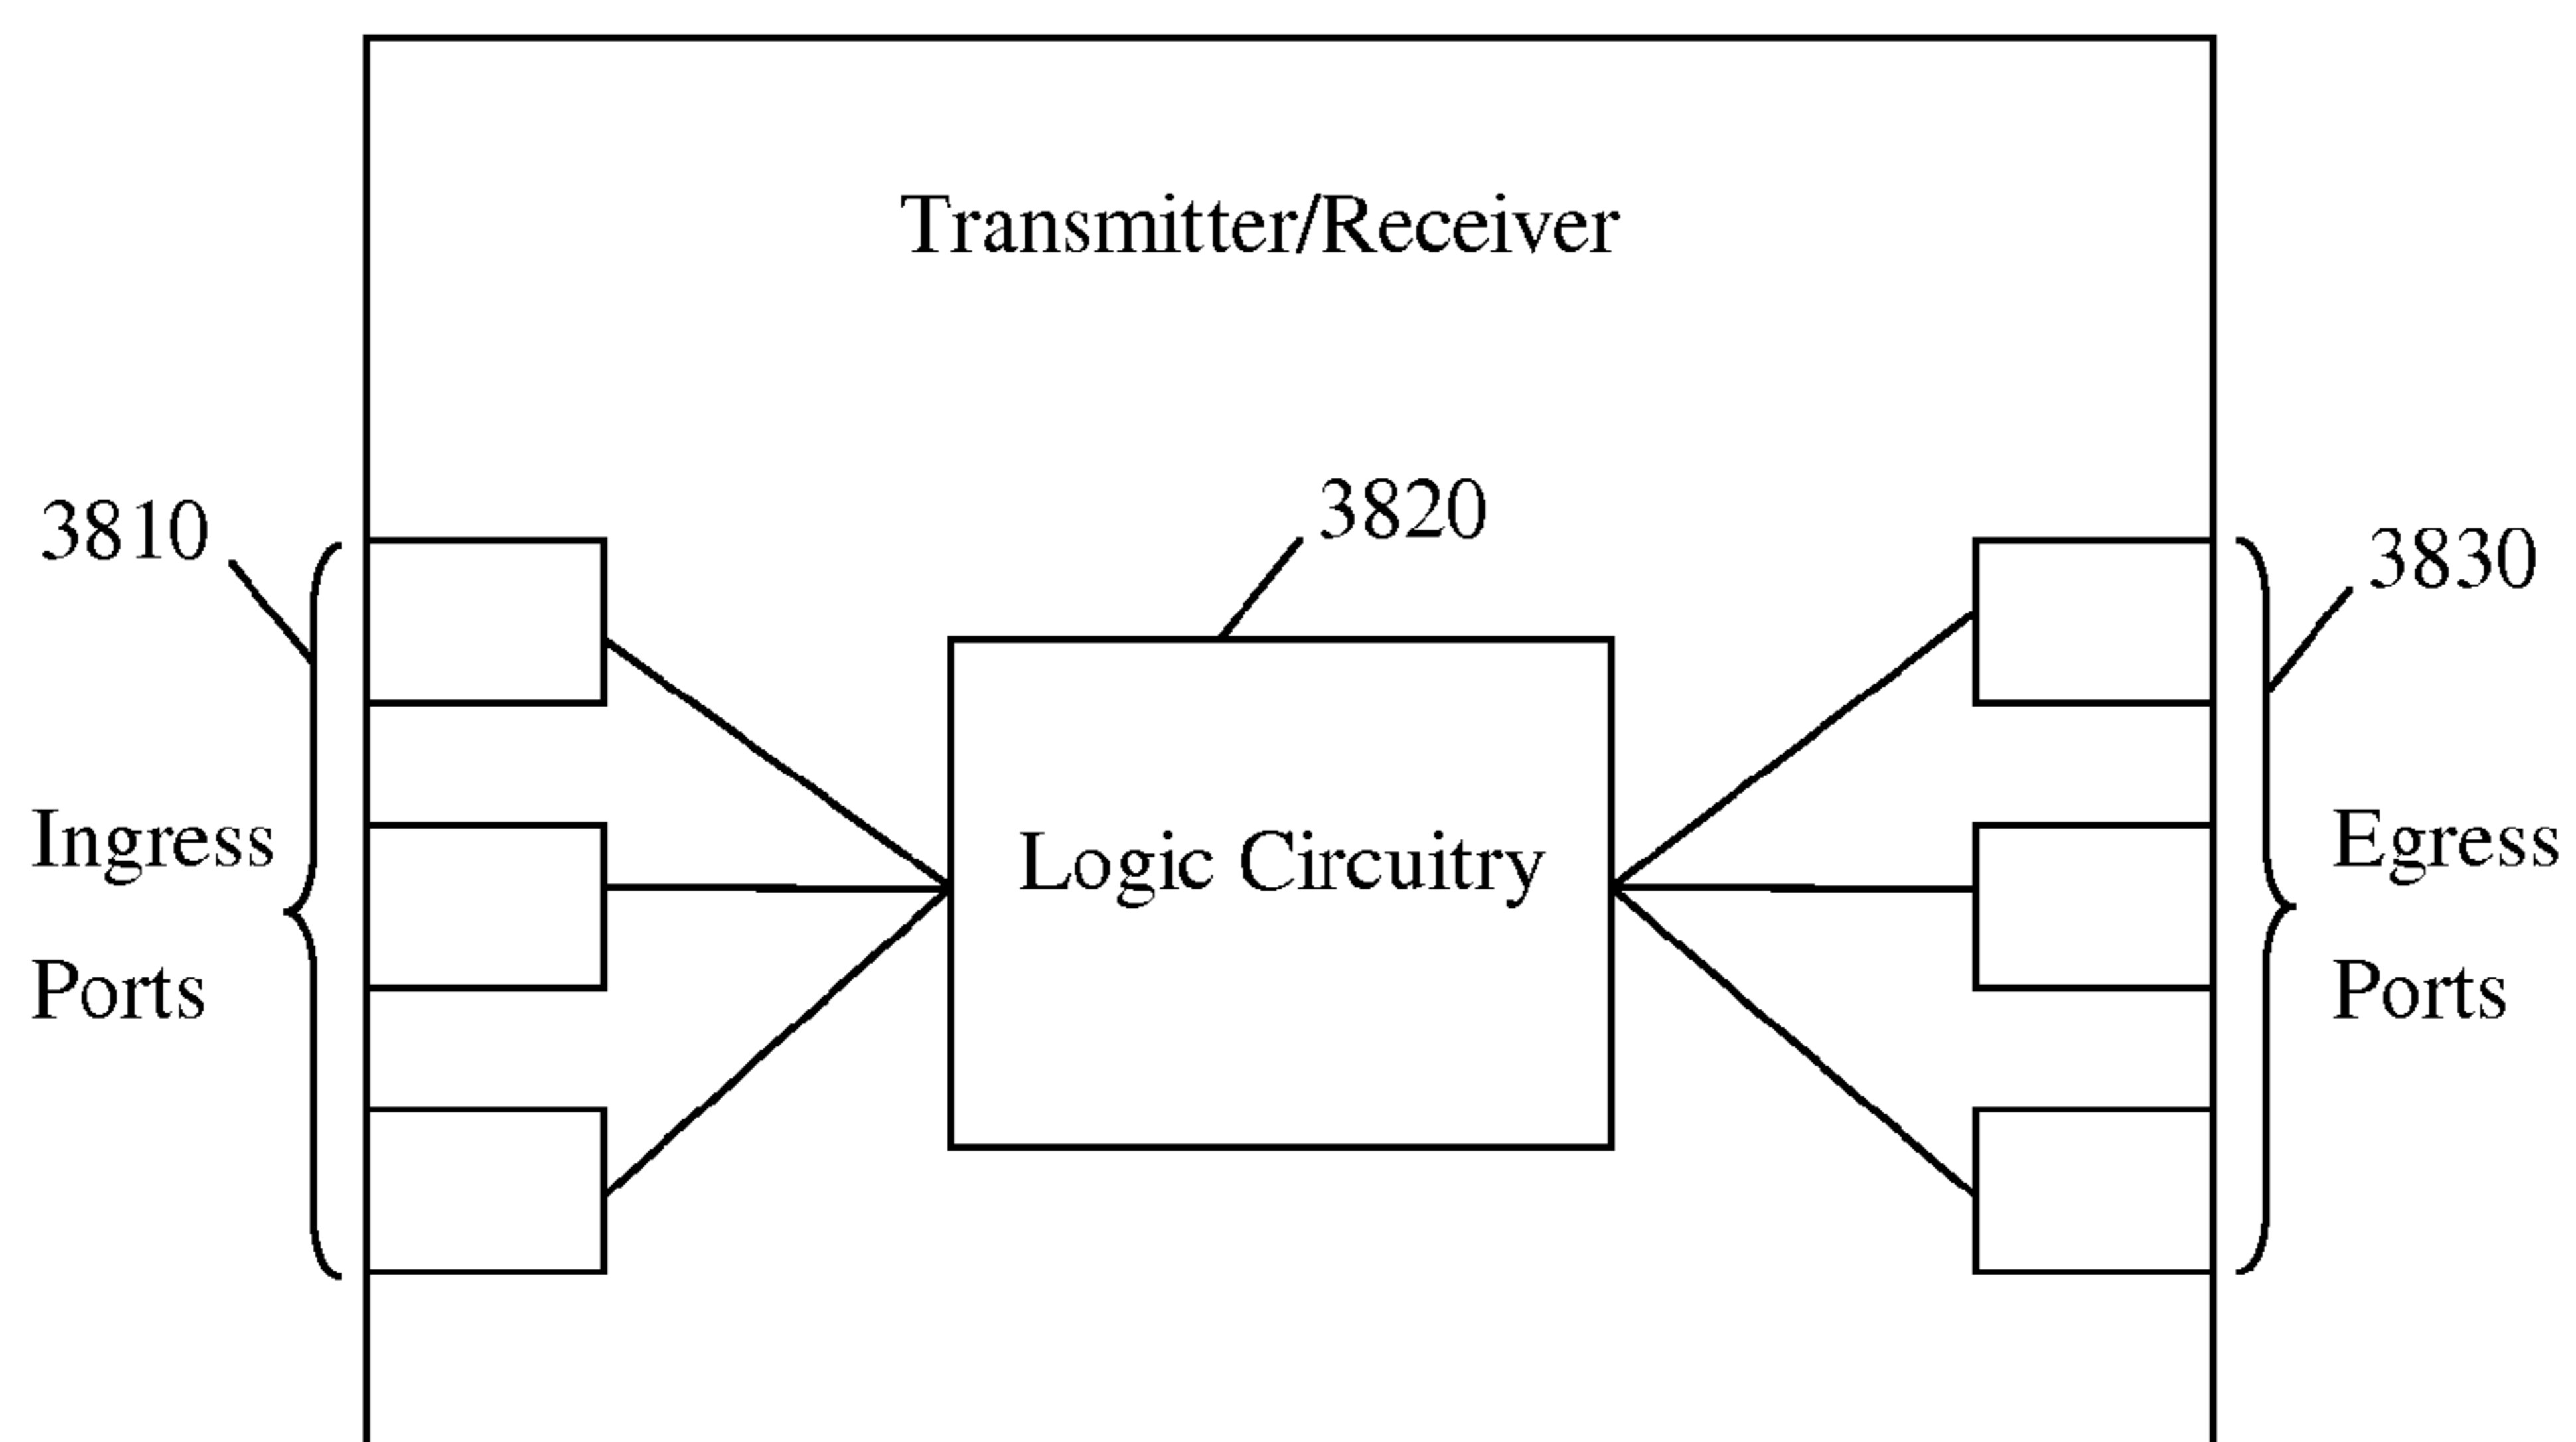 Transmitter/Receiver
3810
3820
3830
Ingress
Ports
Logic Circuitry
Egress
Ports